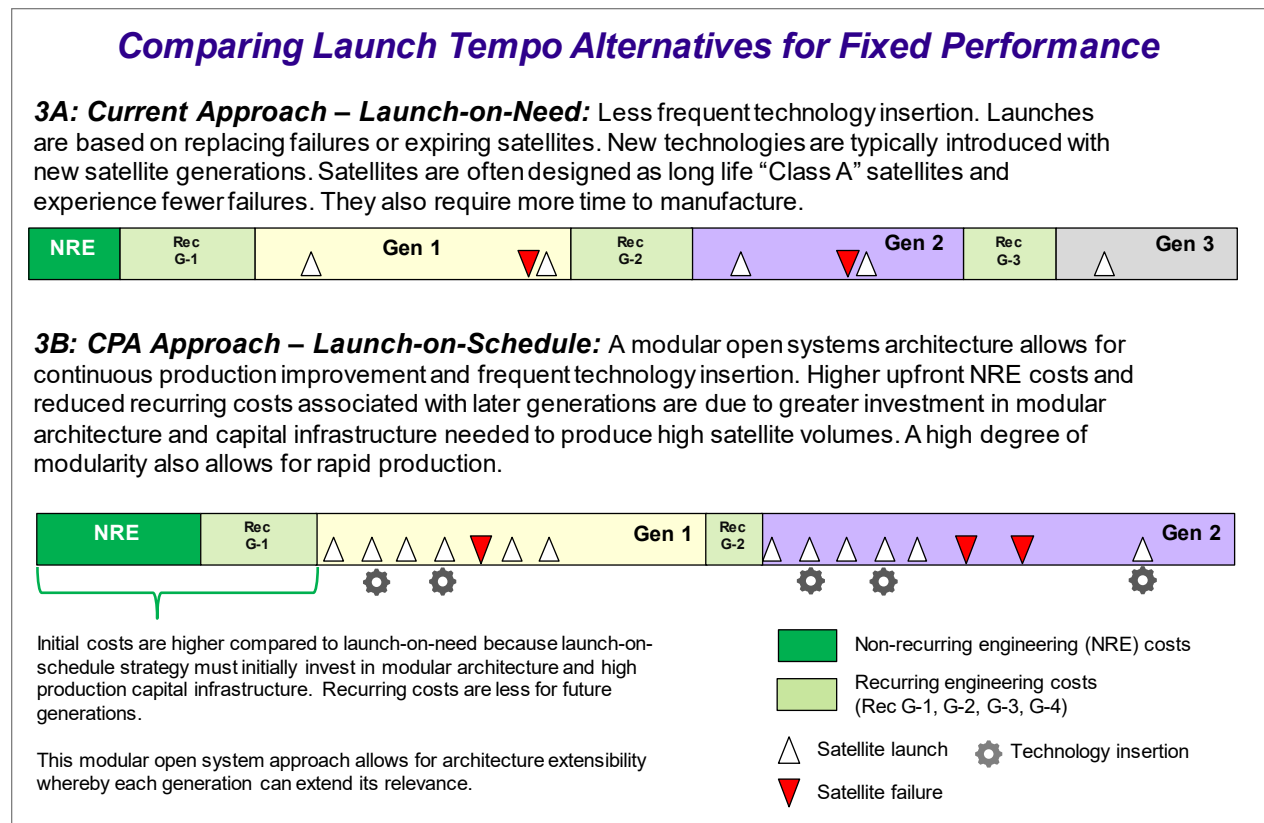 Comparing Launch Tempo Alternatives for Fixed Performance
3A: Current Approach – Launch-on-Need: Less frequent technology insertion. Launches
are based on replacing failures or expiring satellites. New technologies are typically introduced with
new satellite generations. Satellites are often designed as long life “Class A” satellites and
experience fewer failures. They also require more time to manufacture.
NRE
Rec
G-1
Gen 1
Rec
G-2
Gen 2
Rec
G-3
Gen 3
3B: CPA Approach – Launch-on-Schedule: A modular open systems architecture allows for
continuous production improvement and frequent technology insertion. Higher upfront NRE costs and
reduced recurring costs associated with later generations are due to greater investment in modular
architecture and capital infrastructure needed to produce high satellite volumes. A high degree of
modularity also allows for rapid production.
NRE
Rec
G-1
Gen 1
Rec
G-2
Gen 2
Initial costs are higher compared to launch-on-need because launch-on-
schedule strategy must initially invest in modular architecture and high
production capital infrastructure. Recurring costs are less for future
generations.
This modular open system approach allows for architecture extensibility
whereby each generation can extend its relevance.
Non-recurring engineering (NRE) costs
Recurring engineering costs
(Rec G-1, G-2, G-3, G-4)
Satellite launch
Technology insertion
Satellite failure